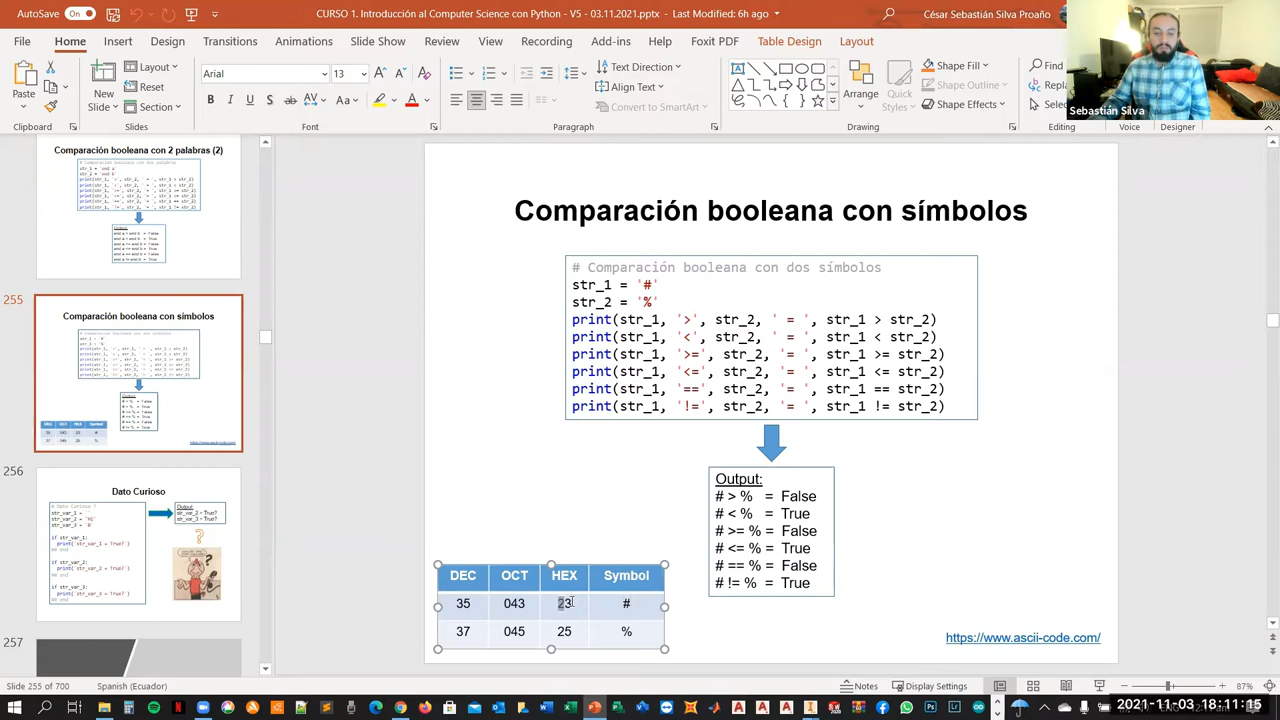 AutoSave On
CURSO 1. Introducción al Computer Science con Python - V5 - 03.11.2021.pptx - Last Modified: 6h ago
César Sebastián Silva Proaño
File Home Insert Draw Design Transitions Animations Slide Show Review View Recording Add-ins Help Foxit PDF Table Design Layout
Paste
Clipboard
New Slide
Layout
Reset
Section
Slides
Arial 13
Font
Text Direction
Align Text
Convert to SmartArt
Paragraph
Arrange
Quick Styles
Shape Fill
Shape Outline
Shape Effects
Drawing
Find
Editing
Voice
Designer
Sebastián Silva
Comparación booleana con 2 palabras (2)
255
Comparación booleana con símbolos
256
Dato Curioso
257
Comparación booleana con símbolos
# Comparación booleana con dos símbolos
str_1 = '#'
str_2 = '%'
print(str_1, '>', str_2, ' = ', str_1 > str_2)
print(str_1, '<', str_2, ' = ', str_1 < str_2)
print(str_1, '>=', str_2, '= ', str_1 >= str_2)
print(str_1, '<=', str_2, '= ', str_1 <= str_2)
print(str_1, '==', str_2, '= ', str_1 == str_2)
print(str_1, '!=', str_2, '= ', str_1 != str_2)
Output:
# > % = False
# < % = True
# >= % = False
# <= % = True
# == % = False
# != % = True
DEC OCT HEX Symbol
35 043 23 #
37 045 25 %
https://www.ascii-code.com/
Slide 255 of 700 Spanish (Ecuador)
Notes Display Settings 87%
2021-11-03 18:11:15